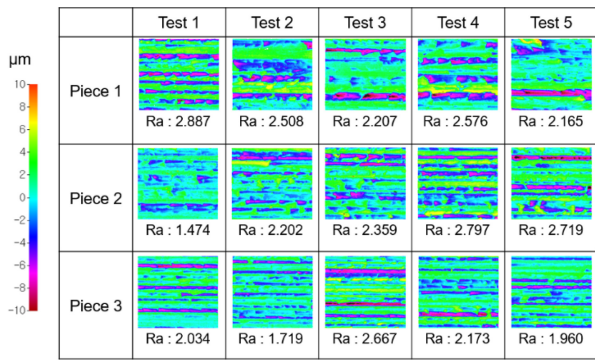 Test 1 Test 2 Test 3 Test 4 Test 5
μm
10
8
6
4
2
0
−2
−4
−6
−8
−10
Piece 1
Ra : 2.887 Ra : 2.508 Ra : 2.207 Ra : 2.576 Ra : 2.165
Piece 2
Ra : 1.474 Ra : 2.202 Ra : 2.359 Ra : 2.797 Ra : 2.719
Piece 3
Ra : 2.034 Ra : 1.719 Ra : 2.667 Ra : 2.173 Ra : 1.960